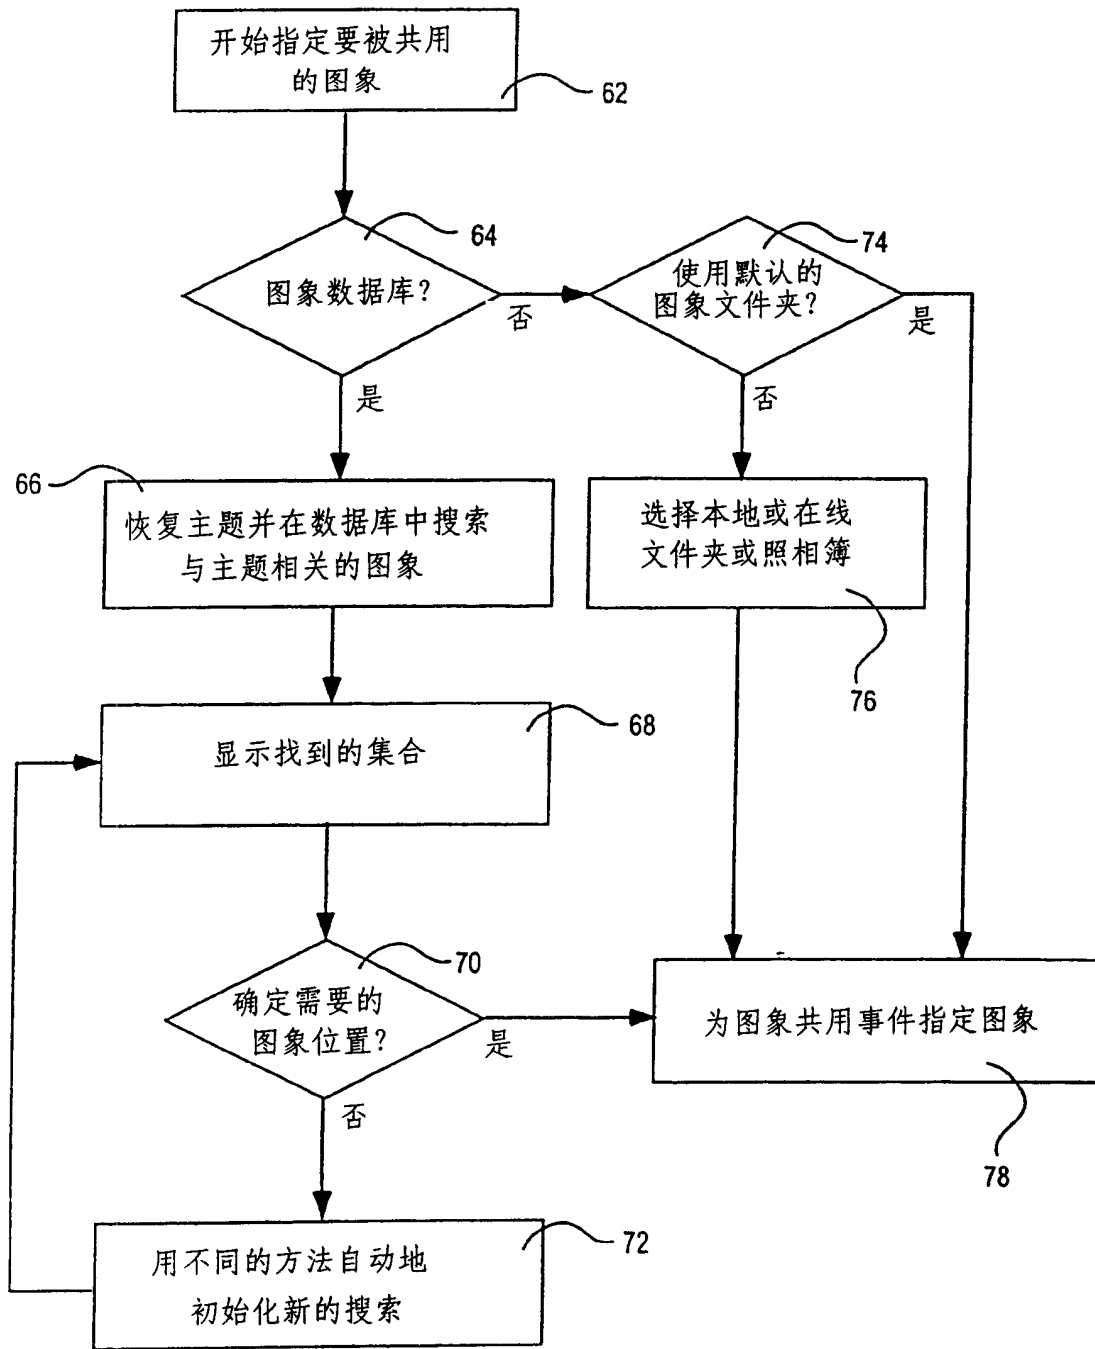 开始指定要被共用
的图象
62
64
图象数据库?
否
是
74
使用默认的
图象文件夹?
是
否
66
恢复主题并在数据库中搜索
与主题相关的图象
选择本地或在线
文件夹或照相簿
76
68
显示找到的集合
70
确定需要的
图象位置?
是
否
为图象共用事件指定图象
78
72
用不同的方法自动地
初始化新的搜索